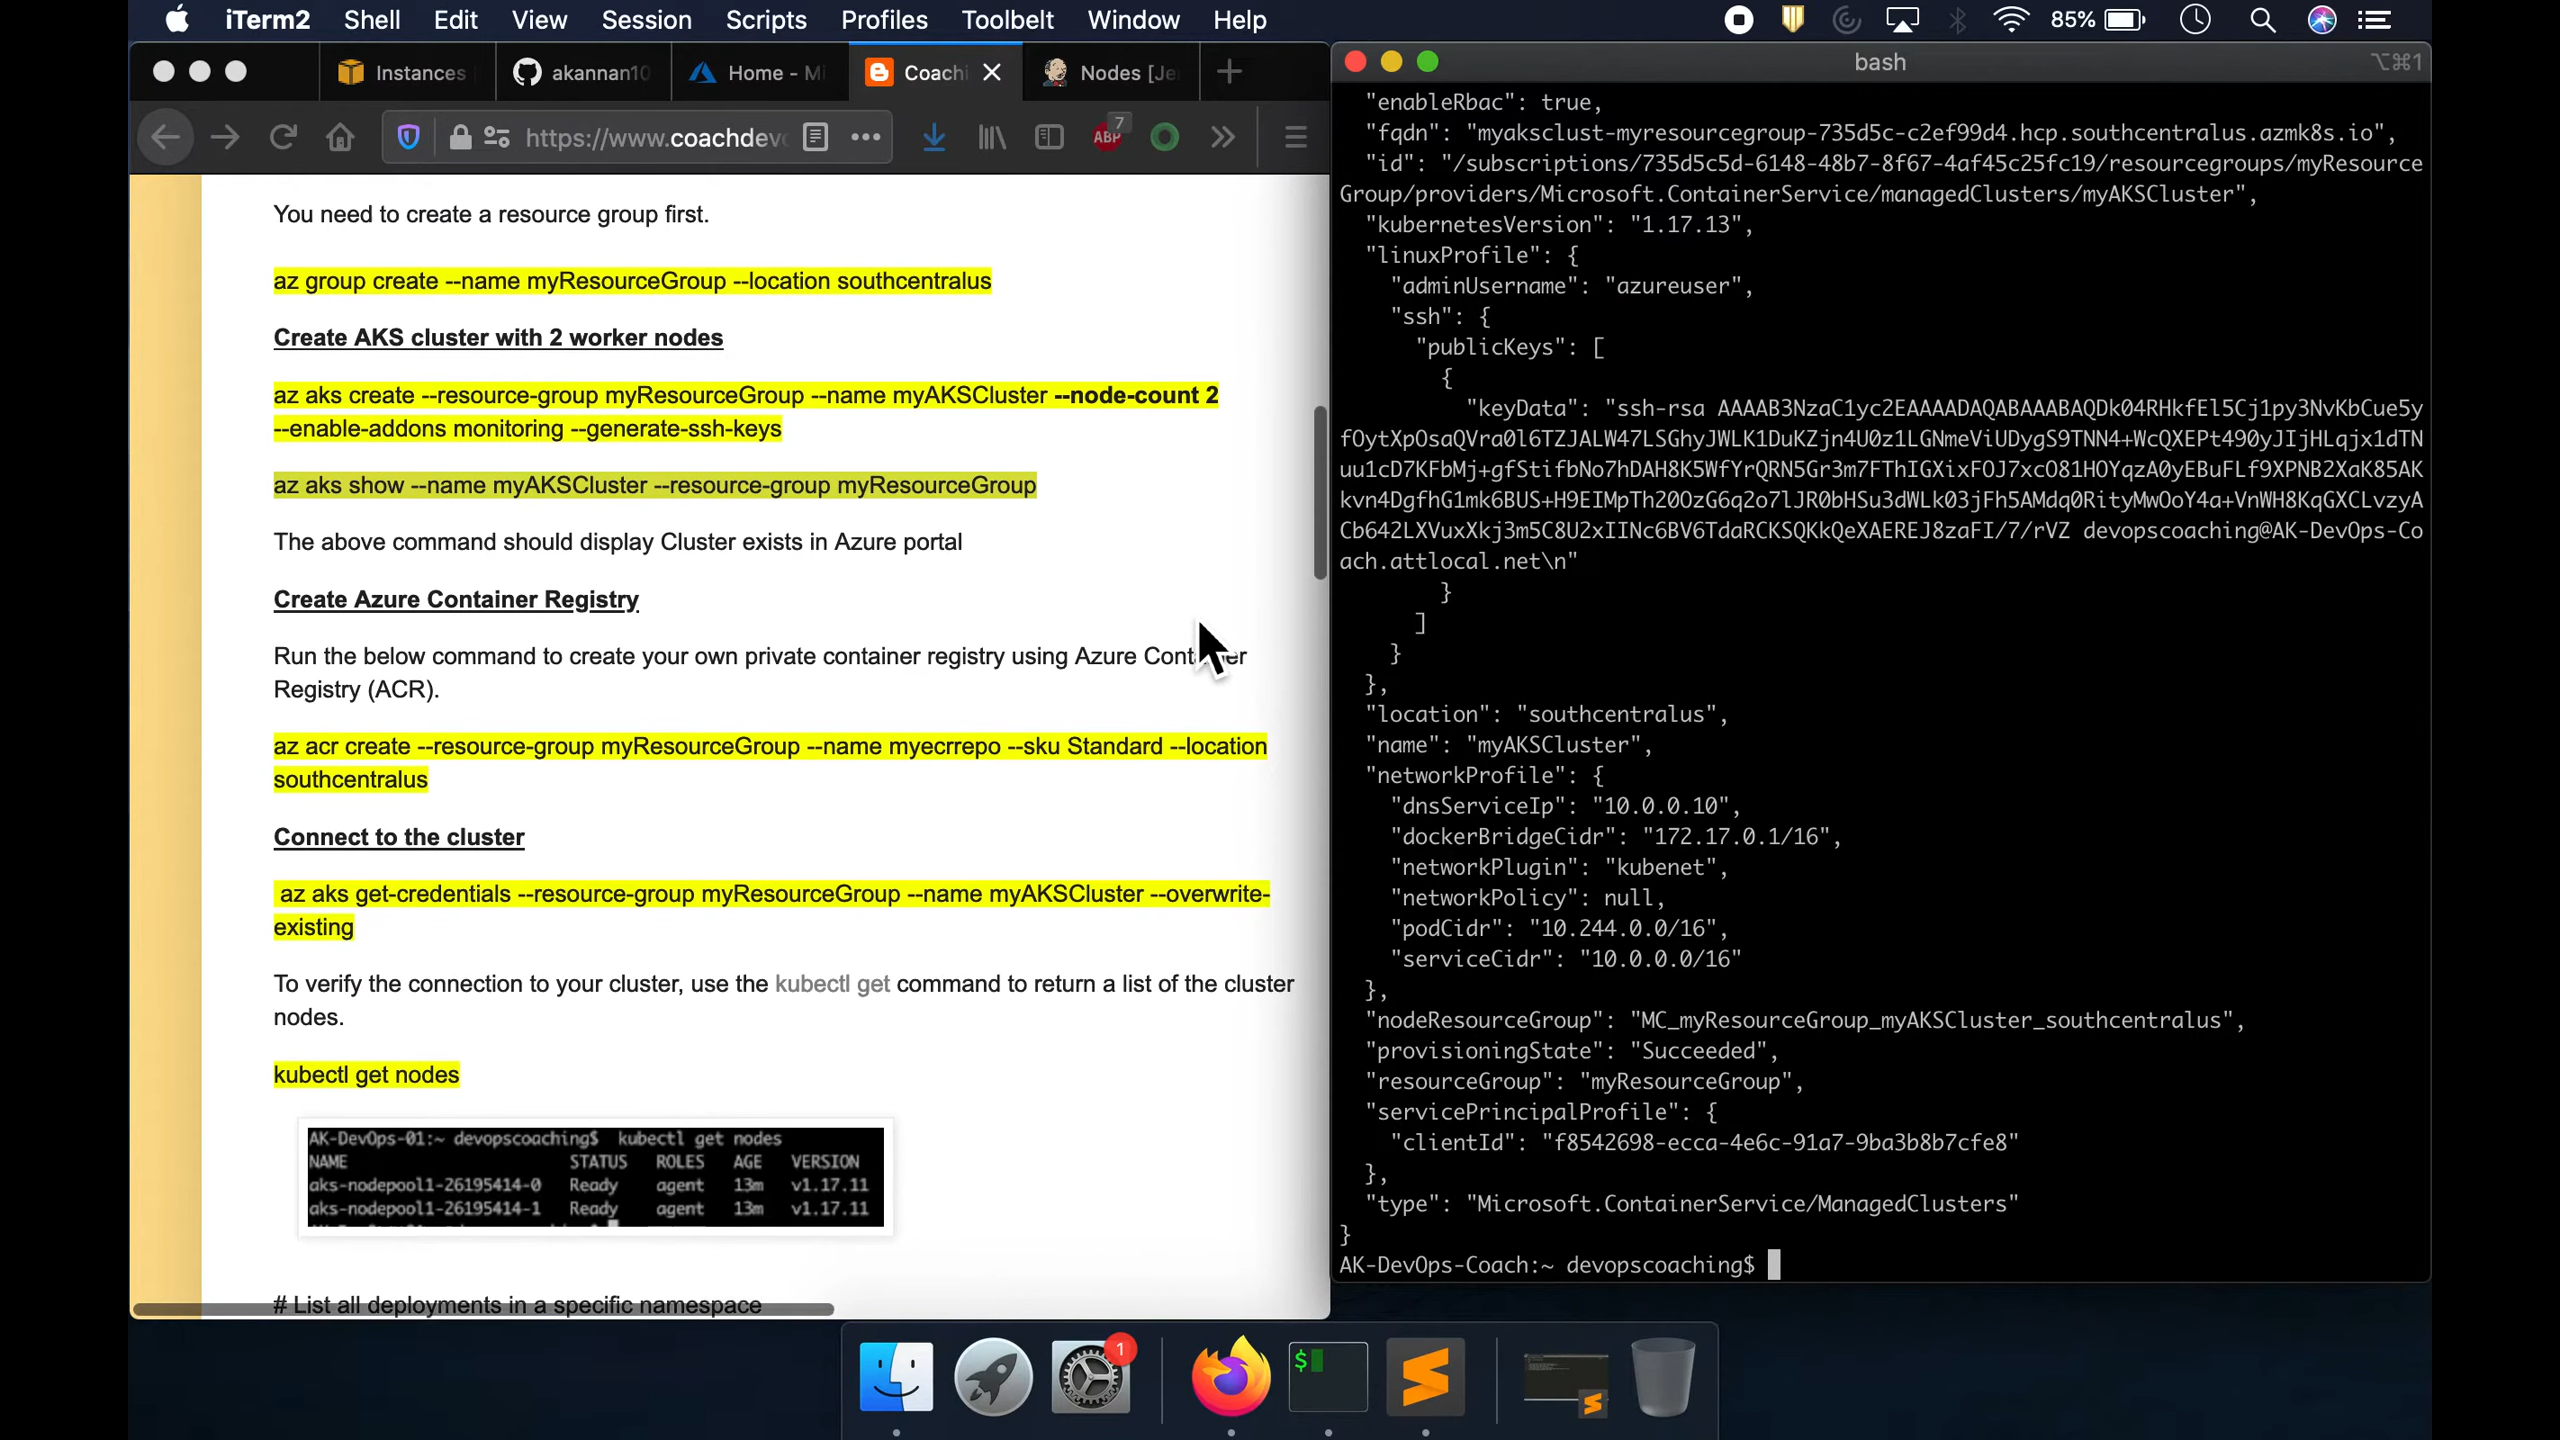 iTerm2 Shell Edit View Session Scripts Profiles Toolbelt Window Help 85%
Instances akannan10 Home - Mi Coachi Nodes [Je
https://www.coachdevo ABP 7
You need to create a resource group first.
az group create --name myResourceGroup --location southcentralus
Create AKS cluster with 2 worker nodes
az aks create --resource-group myResourceGroup --name myAKSCluster --node-count 2
--enable-addons monitoring --generate-ssh-keys
az aks show --name myAKSCluster --resource-group myResourceGroup
The above command should display Cluster exists in Azure portal
Create Azure Container Registry
Run the below command to create your own private container registry using Azure Container
Registry (ACR).
az acr create --resource-group myResourceGroup --name myecrrepo --sku Standard --location
southcentralus
Connect to the cluster
az aks get-credentials --resource-group myResourceGroup --name myAKSCluster --overwrite-
existing
To verify the connection to your cluster, use the kubectl get command to return a list of the cluster
nodes.
kubectl get nodes
AK-DevOps-01:~ devopscoaching$ kubectl get nodes
NAME STATUS ROLES AGE VERSION
aks-nodepool1-26195414-0 Ready agent 13m v1.17.11
aks-nodepool1-26195414-1 Ready agent 13m v1.17.11
# List all deployments in a specific namespace
bash ⌥⌘1
"enableRbac": true,
"fqdn": "myaksclust-myresourcegroup-735d5c-c2ef99d4.hcp.southcentralus.azmk8s.io",
"id": "/subscriptions/735d5c5d-6148-48b7-8f67-4af45c25fc19/resourcegroups/myResource
Group/providers/Microsoft.ContainerService/managedClusters/myAKSCluster",
"kubernetesVersion": "1.17.13",
"linuxProfile": {
"adminUsername": "azureuser",
"ssh": {
"publicKeys": [
{
"keyData": "ssh-rsa AAAAB3NzaC1yc2EAAAADAQABAAABAQDk04RHkfEl5Cj1py3NvKbCue5y
fOytXpOsaQVra0l6TZJALW47LSGhyJWLK1DuKZjn4U0z1LGNmeViUDygS9TNN4+WcQXEPt490yJIjHLqjx1dTN
uu1cD7KFbMj+gfStifbNo7hDAH8K5WfYrQRN5Gr3m7FThIGXixFOJ7xcO81HOYqzA0yEBuFLf9XPNB2XaK85AK
kvn4DgfhG1mk6BUS+H9EIMpTh20OzG6q2o7lJR0bHSu3dWLk03jFh5AMdq0RityMwOoY4a+VnWH8KqGXCLvzyA
Cb642LXVuxXkj3m5C8U2xIINc6BV6TdaRCKSQKkQeXAEREJ8zaFI/7/rVZ devopscoaching@AK-DevOps-Co
ach.attlocal.net\n"
}
]
}
},
"location": "southcentralus",
"name": "myAKSCluster",
"networkProfile": {
"dnsServiceIp": "10.0.0.10",
"dockerBridgeCidr": "172.17.0.1/16",
"networkPlugin": "kubenet",
"networkPolicy": null,
"podCidr": "10.244.0.0/16",
"serviceCidr": "10.0.0.0/16"
},
"nodeResourceGroup": "MC_myResourceGroup_myAKSCluster_southcentralus",
"provisioningState": "Succeeded",
"resourceGroup": "myResourceGroup",
"servicePrincipalProfile": {
"clientId": "f8542698-ecca-4e6c-91a7-9ba3b8b7cfe8"
},
"type": "Microsoft.ContainerService/ManagedClusters"
}
AK-DevOps-Coach:~ devopscoaching$
1
$